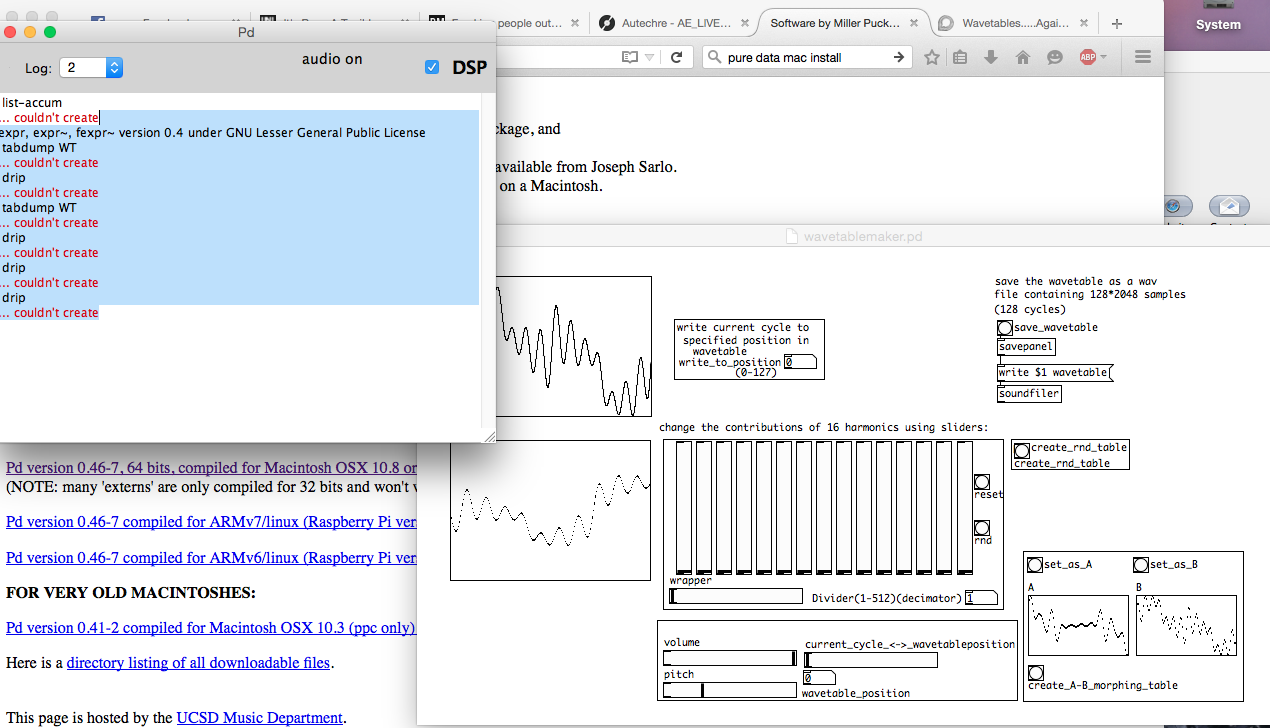 people out...
Autechre - AE_LIVE...
Software by Miller Puck...
Wavetables.....Agai...
System
Pd
Log:
2
audio on
DSP
pure data mac install
ABP
list-accum
... couldn't create
expr, expr~, fexpr~ version 0.4 under GNU Lesser General Public License
tabdump WT
... couldn't create
drip
... couldn't create
tabdump WT
... couldn't create
drip
... couldn't create
drip
... couldn't create
drip
... couldn't create
ckage, and
available from Joseph Sarlo.
on a Macintosh.
wavetablemaker.pd
write current cycle to
specified position in
wavetable
write_to_position 0
(0-127)
save the wavetable as a wav
file containing 128*2048 samples
(128 cycles)
save_wavetable
savepanel
write $1 wavetable
soundfiler
change the contributions of 16 harmonics using sliders:
create_rnd_table
create_rnd_table
reset
rnd
wrapper
Divider(1-512)(decimator) 1
set_as_A
set_as_B
A
B
create_A-B_morphing_table
volume
pitch
current_cycle_<->_wavetableposition
0
wavetable_position
Pd version 0.46-7, 64 bits, compiled for Macintosh OSX 10.8 or
(NOTE: many 'externs' are only compiled for 32 bits and won't
Pd version 0.46-7 compiled for ARMv7/linux (Raspberry Pi ver
Pd version 0.46-7 compiled for ARMv6/linux (Raspberry Pi ver
FOR VERY OLD MACINTOSHES:
Pd version 0.41-2 compiled for Macintosh OSX 10.3 (ppc only)
Here is a directory listing of all downloadable files.
This page is hosted by the UCSD Music Department.